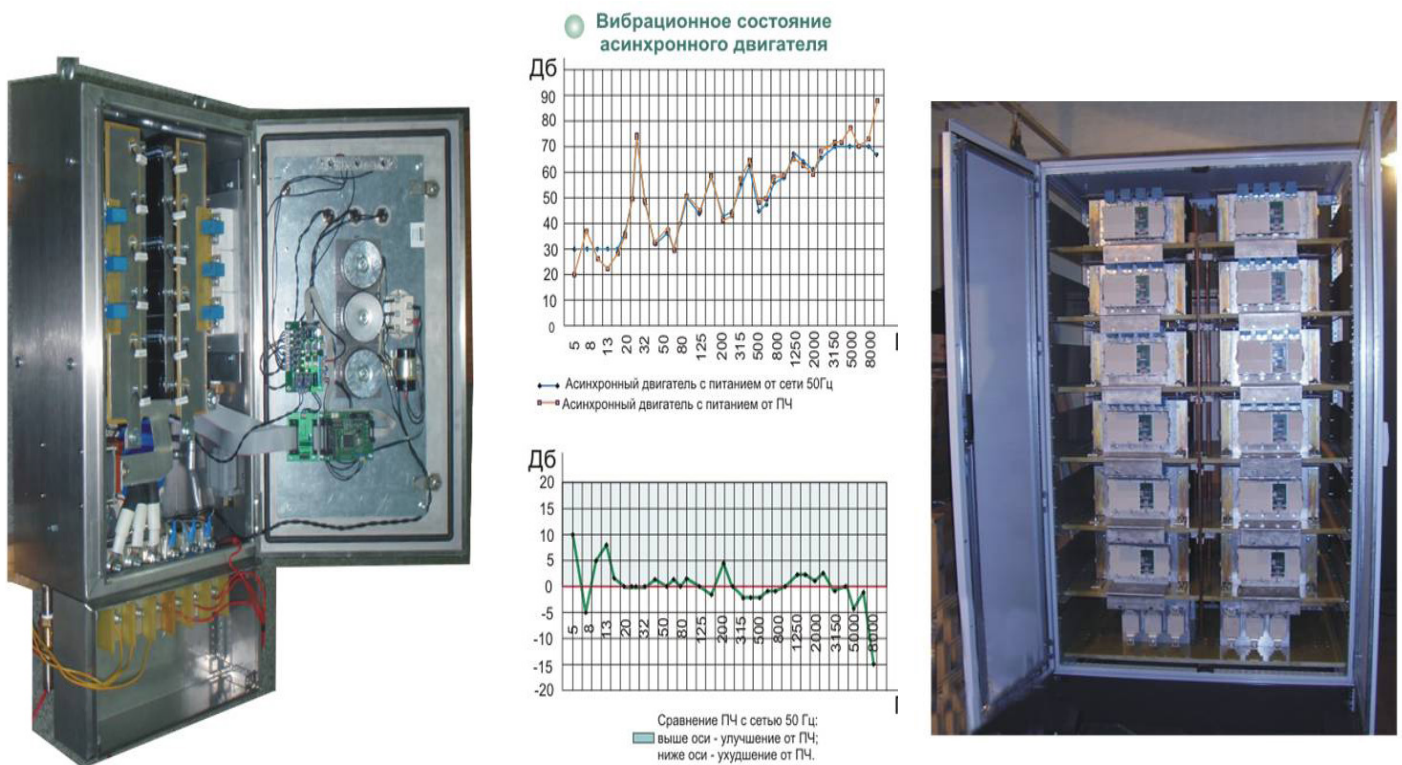 Вибрационное состояние
асинхронного двигателя
Дб
90
80
70
60
50
40
30
20
10
0
5 8 13 20 32 50 80 125 200 315 500 800 1250 2000 3150 5000 8000
Асинхронный двигатель с питанием от сети 50Гц
Асинхронный двигатель с питанием от ПЧ
Дб
20
15
10
5
0
-5
-10
-15
-20
5 8 13 20 32 50 80 125 200 315 500 800 1250 2000 3150 5000 8000
Сравнение ПЧ с сетью 50 Гц:
выше оси - улучшение от ПЧ;
ниже оси - ухудшение от ПЧ.